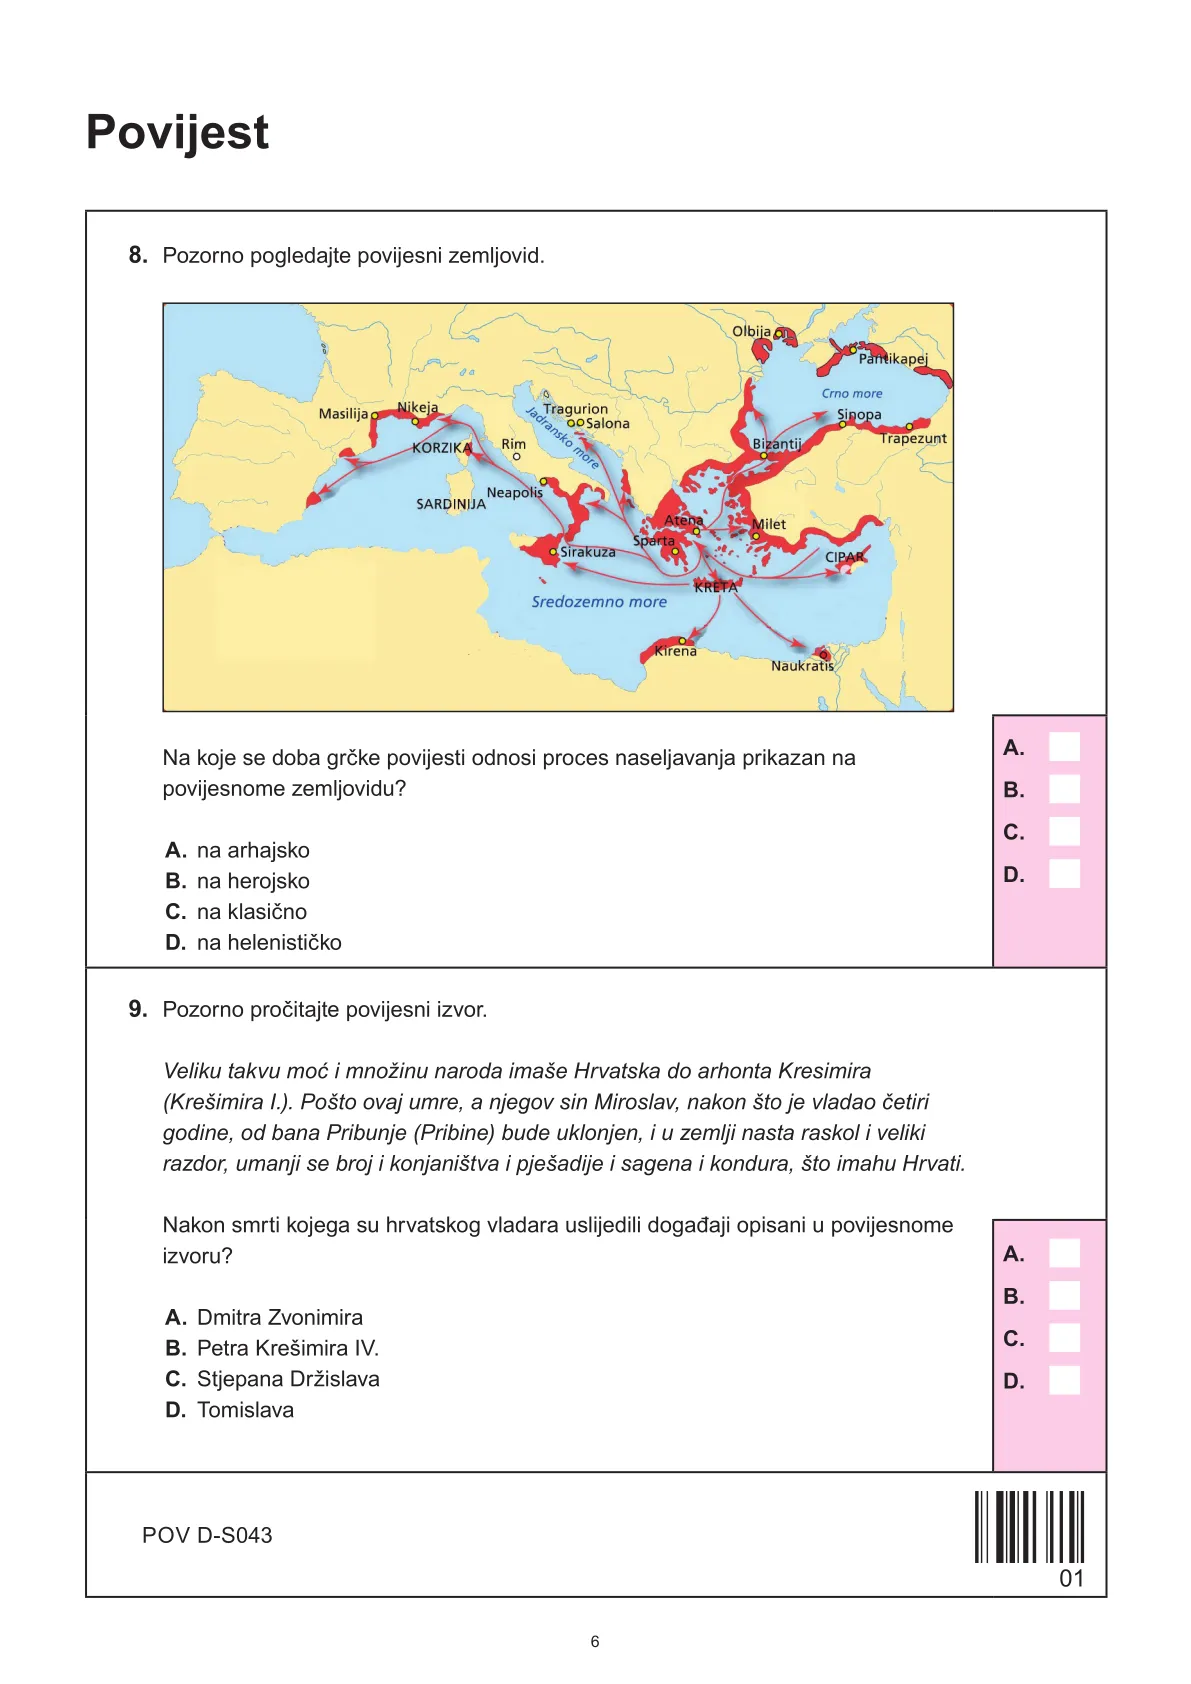 Povijest
8. Pozorno pogledajte povijesni zemljovid.
Olbija
Pantikapej
Crno more
Masilija
Nikeja
Tragurion
Salona
Sinopa
Trapezunt
Jadransko more
KORZIKA
Rim
Bizantij
SARDINIJA
Neapolis
Atena
Milet
Sparta
Sirakuza
CIPAR
KRETA
Sredozemno more
Kirena
Naukratis
Na koje se doba grčke povijesti odnosi proces naseljavanja prikazan na
povijesnome zemljovidu?
A. na arhajsko
B. na herojsko
C. na klasično
D. na helenističko
A.
B.
C.
D.
9. Pozorno pročitajte povijesni izvor.
Veliku takvu moć i množinu naroda imaše Hrvatska do arhonta Kresimira
(Krešimira I.). Pošto ovaj umre, a njegov sin Miroslav, nakon što je vladao četiri
godine, od bana Pribunje (Pribine) bude uklonjen, i u zemlji nasta raskol i veliki
razdor, umanji se broj i konjaništva i pješadije i sagena i kondura, što imahu Hrvati.
Nakon smrti kojega su hrvatskog vladara uslijedili događaji opisani u povijesnome
izvoru?
A. Dmitra Zvonimira
B. Petra Krešimira IV.
C. Stjepana Držislava
D. Tomislava
A.
B.
C.
D.
POV D-S043
01
6